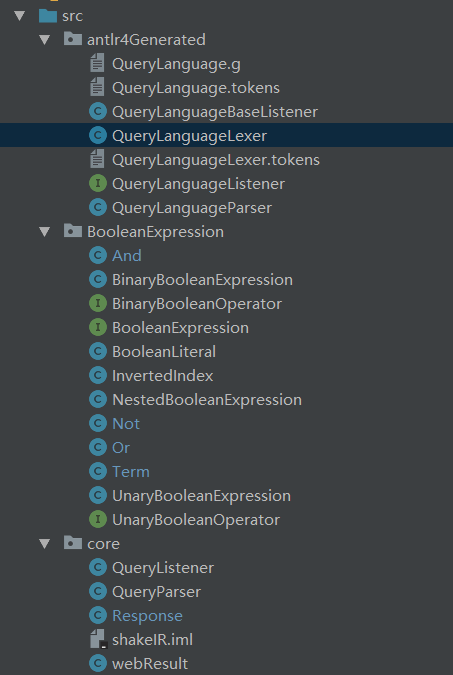 src
antlr4Generated
QueryLanguage.g
QueryLanguage.tokens
QueryLanguageBaseListener
QueryLanguageLexer
QueryLanguageLexer.tokens
QueryLanguageListener
QueryLanguageParser
BooleanExpression
And
BinaryBooleanExpression
BinaryBooleanOperator
BooleanExpression
BooleanLiteral
InvertedIndex
NestedBooleanExpression
Not
Or
Term
UnaryBooleanExpression
UnaryBooleanOperator
core
QueryListener
QueryParser
Response
shakeIR.iml
webResult